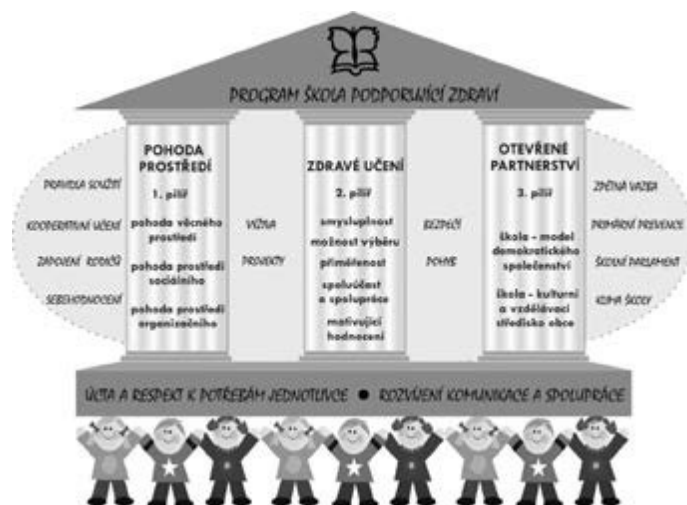 PROGRAM ŠKOLA PODPORUJÍCÍ ZDRAVÍ
PRAVIDLA SOUŽITÍ
KOOPERATIVNÍ UČENÍ
ZAPOJENÍ RODIČŮ
SEBEHODNOCENÍ
POHODA
PROSTŘEDÍ
1. pilíř
pohoda věcného
prostředí
pohoda prostředí
sociálního
pohoda prostředí
organizačního
VÝŽIVA
PROJEKTY
ZDRAVÉ UČENÍ
2. pilíř
smysluplnost
možnost výběru
přiměřenost
spoluúčast
a spolupráce
motivující
hodnocení
BEZPEČÍ
POHYB
OTEVŘENÉ
PARTNERSTVÍ
3. pilíř
škola - model
demokratického
společenství
škola - kulturní
a vzdělávací
středisko obce
ZPĚTNÁ VAZBA
PRIMÁRNÍ PREVENCE
ŠKOLNÍ PARLAMENT
KLIMA ŠKOLY
ÚCTA A RESPEKT K POTŘEBÁM JEDNOTLIVCE ● ROZVÍJENÍ KOMUNIKACE A SPOLUPRÁCE